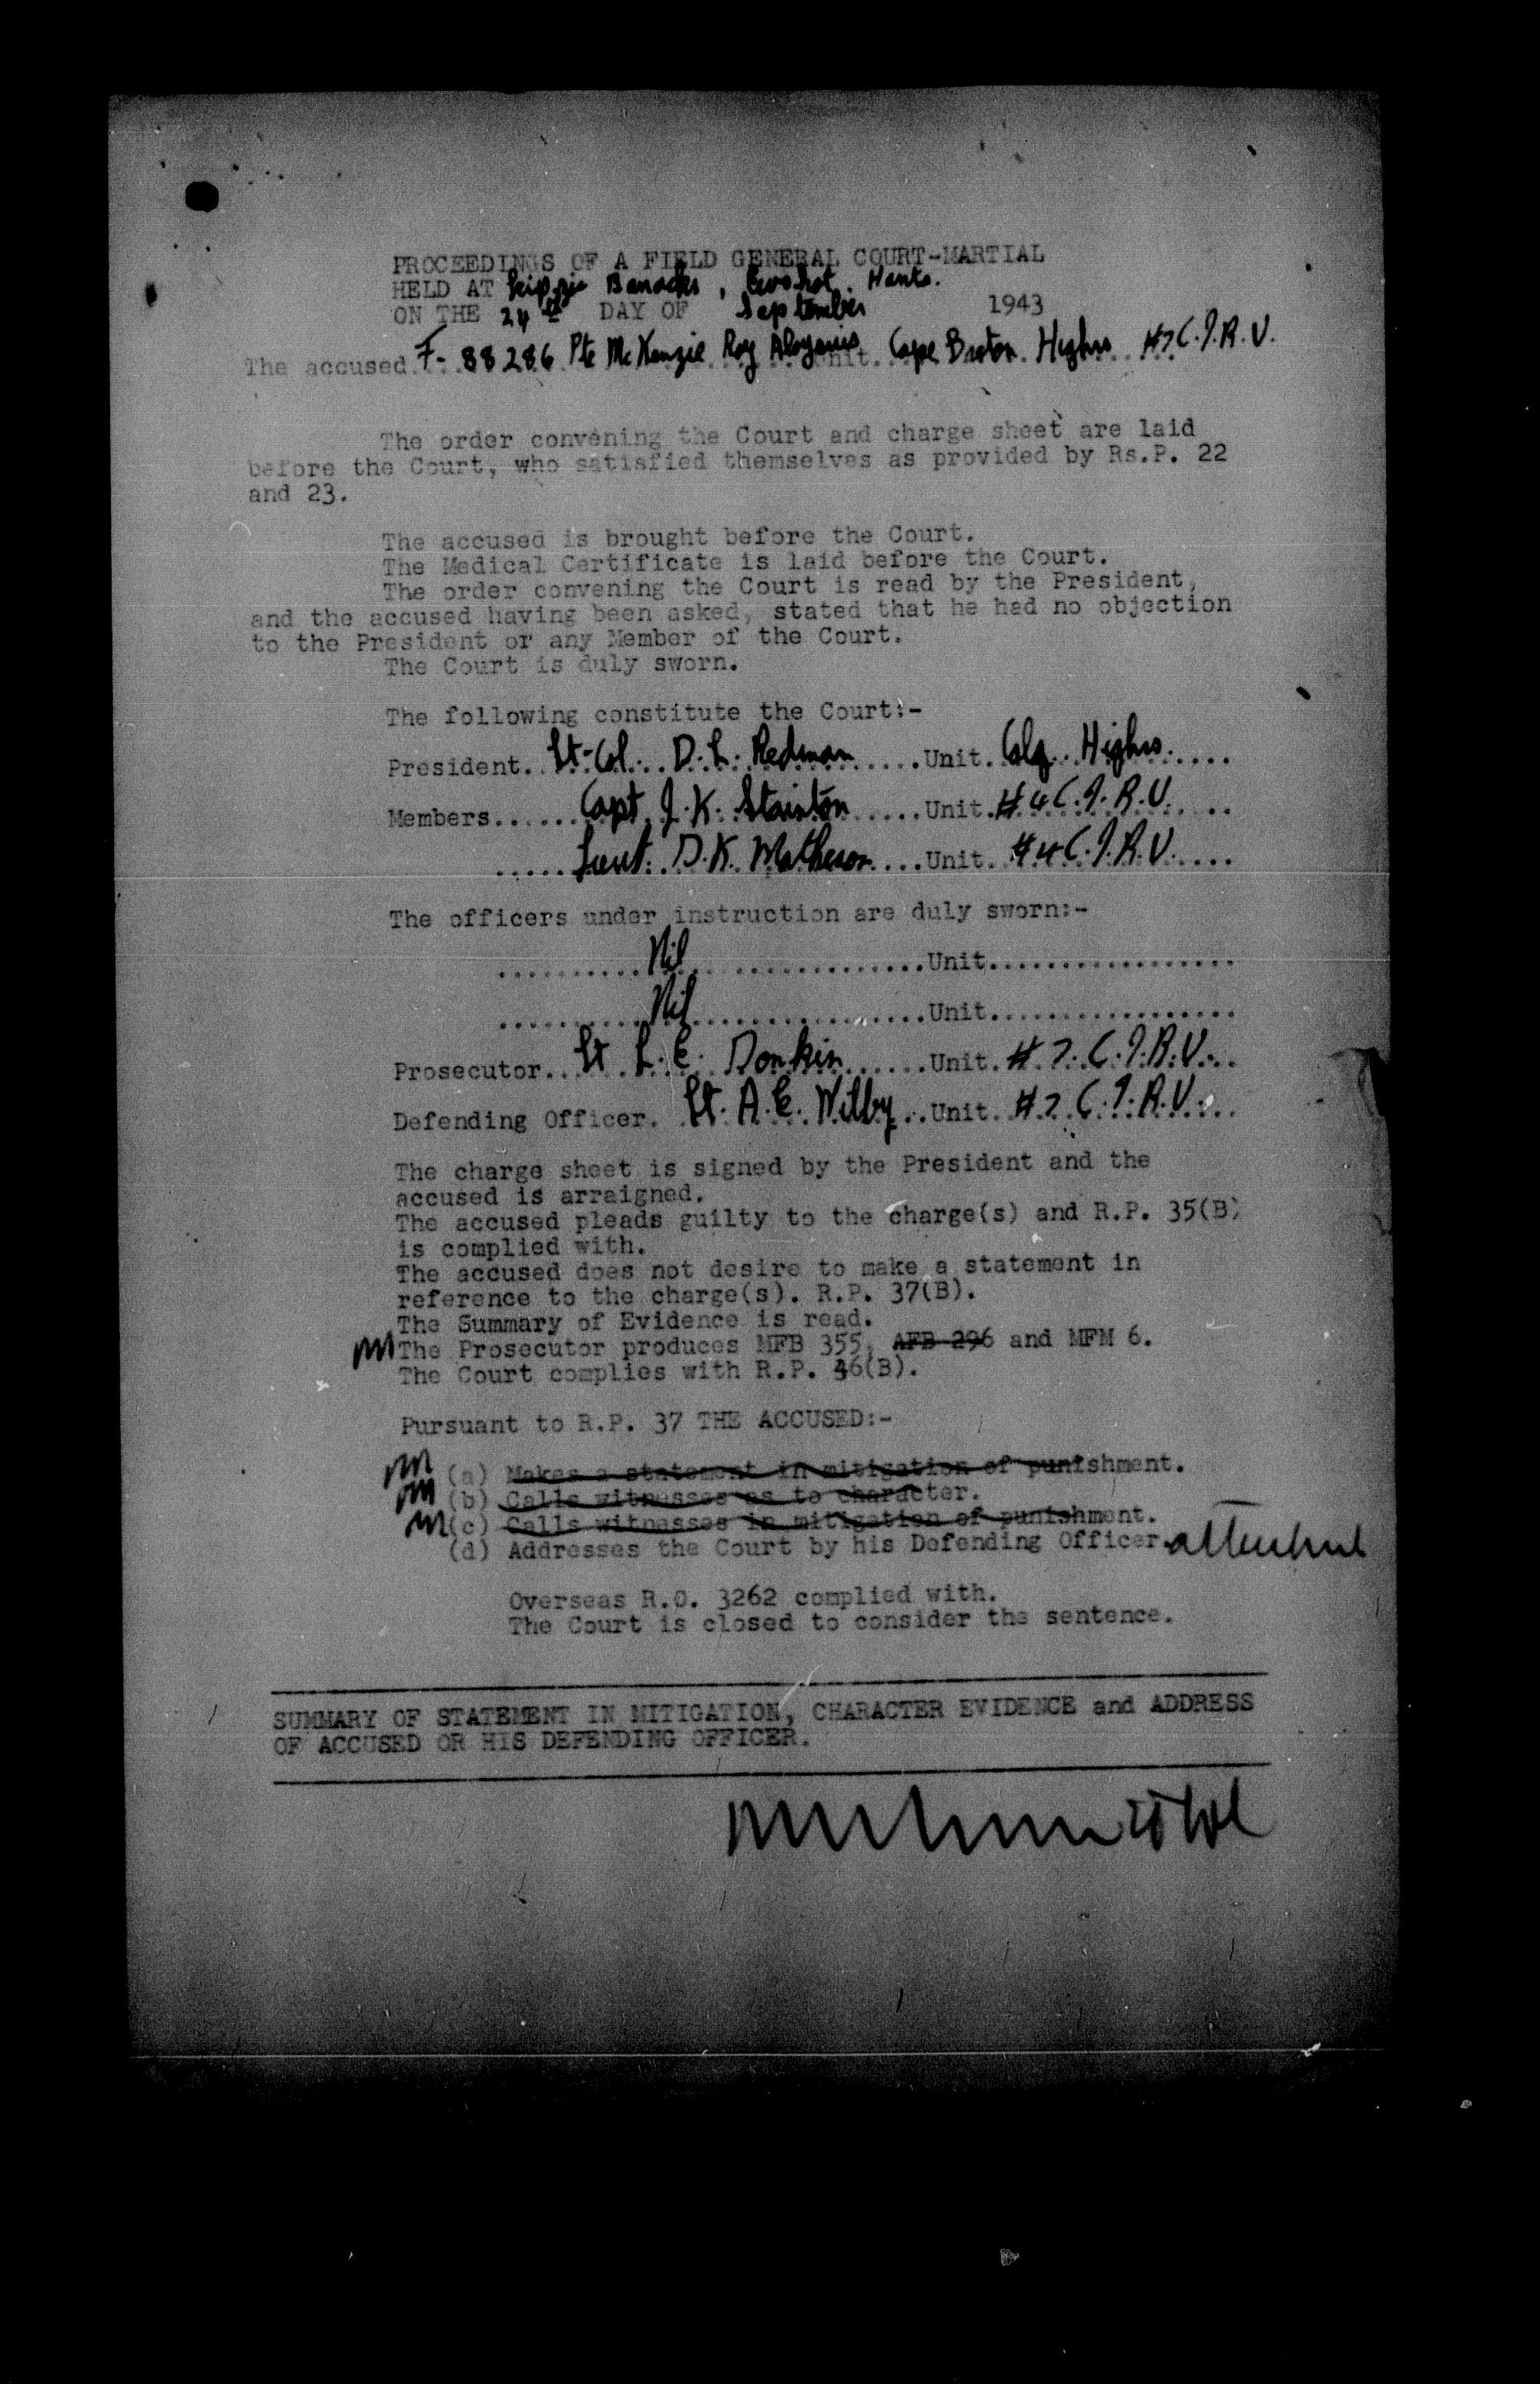 PROCEEDINGS OF A FIELD GENERAL COURT-MARTIAL
HELD AT Leipzig Barracks, Ewshot. Hants.
ON THE 24th DAY OF September 1943
The accused F-88286 Pte McKenzie Roy Aloysius Unit Cape Breton Highrs #7 C.I.R.U.
The order convening the Court and charge sheet are laid
before the Court, who satisfied themselves as provided by Rs.P. 22
and 23.
The accused is brought before the Court.
The Medical Certificate is laid before the Court.
The order convening the Court is read by the President,
and the accused having been asked, stated that he had no objection
to the President or any Member of the Court.
The Court is duly sworn.
The following constitute the Court:-
President. Lt-Col. D. L. Redman Unit. Calg. Highrs.
Members Capt. J. K. Stainton Unit. #4 C.I.R.U.
Lieut. D.K. Matheson Unit. #4 C.I.R.U.
The officers under instruction are duly sworn:-
Nil Unit
Nil Unit
Prosecutor Lt L. E. Donkin Unit. #7. C.I.R.U.
Defending Officer. Lt. A. E. Wilby Unit. #7 C.I.R.U.
The charge sheet is signed by the President and the
accused is arraigned.
The accused pleads guilty to the charge(s) and R.P. 35(B)
is complied with.
The accused does not desire to make a statement in
reference to the charge(s). R.P. 37(B).
The Summary of Evidence is read.
The Prosecutor produces MFB 355, AFB 296 and MFM 6.
The Court complies with R.P. 46(B).
Pursuant to R.P. 37 THE ACCUSED:-
(a) Makes a statement in mitigation of punishment.
(b) Calls witnesses as to character.
(c) Calls witnesses in mitigation of punishment.
(d) Addresses the Court by his Defending Officer. attached
Overseas R.O. 3262 complied with.
The Court is closed to consider the sentence.
SUMMARY OF STATEMENT IN MITIGATION, CHARACTER EVIDENCE and ADDRESS
OF ACCUSED OR HIS DEFENDING OFFICER.